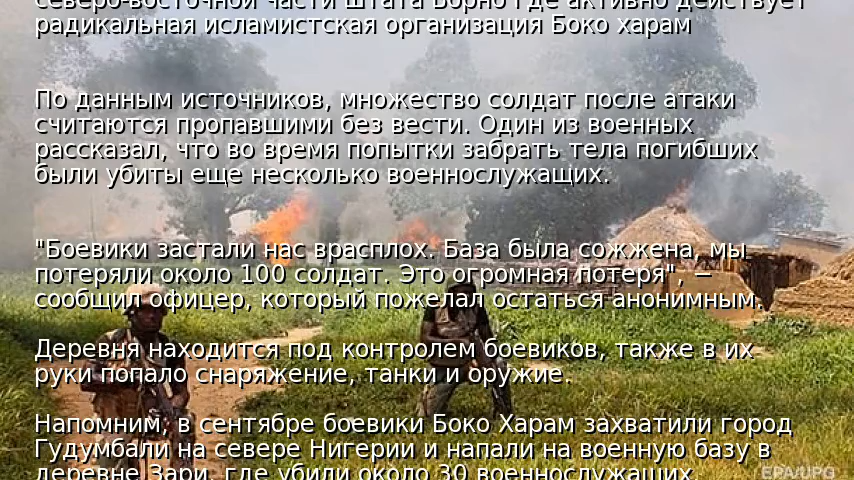 северо-восточной части штата Борно где активно действует
радикальная исламистская организация Боко харам
По данным источников, множество солдат после атаки
считаются пропавшими без вести. Один из военных
рассказал, что во время попытки забрать тела погибших
были убиты еще несколько военнослужащих.
"Боевики застали нас врасплох. База была сожжена, мы
потеряли около 100 солдат. Это огромная потеря", —
сообщил офицер, который пожелал остаться анонимным.
Деревня находится под контролем боевиков, также в их
руки попало снаряжение, танки и оружие.
Напомним, в сентябре боевики Боко Харам захватили город
Гудумбали на севере Нигерии и напали на военную базу в
деревне Зари, где убили около 30 военнослужащих
EPA/UPG